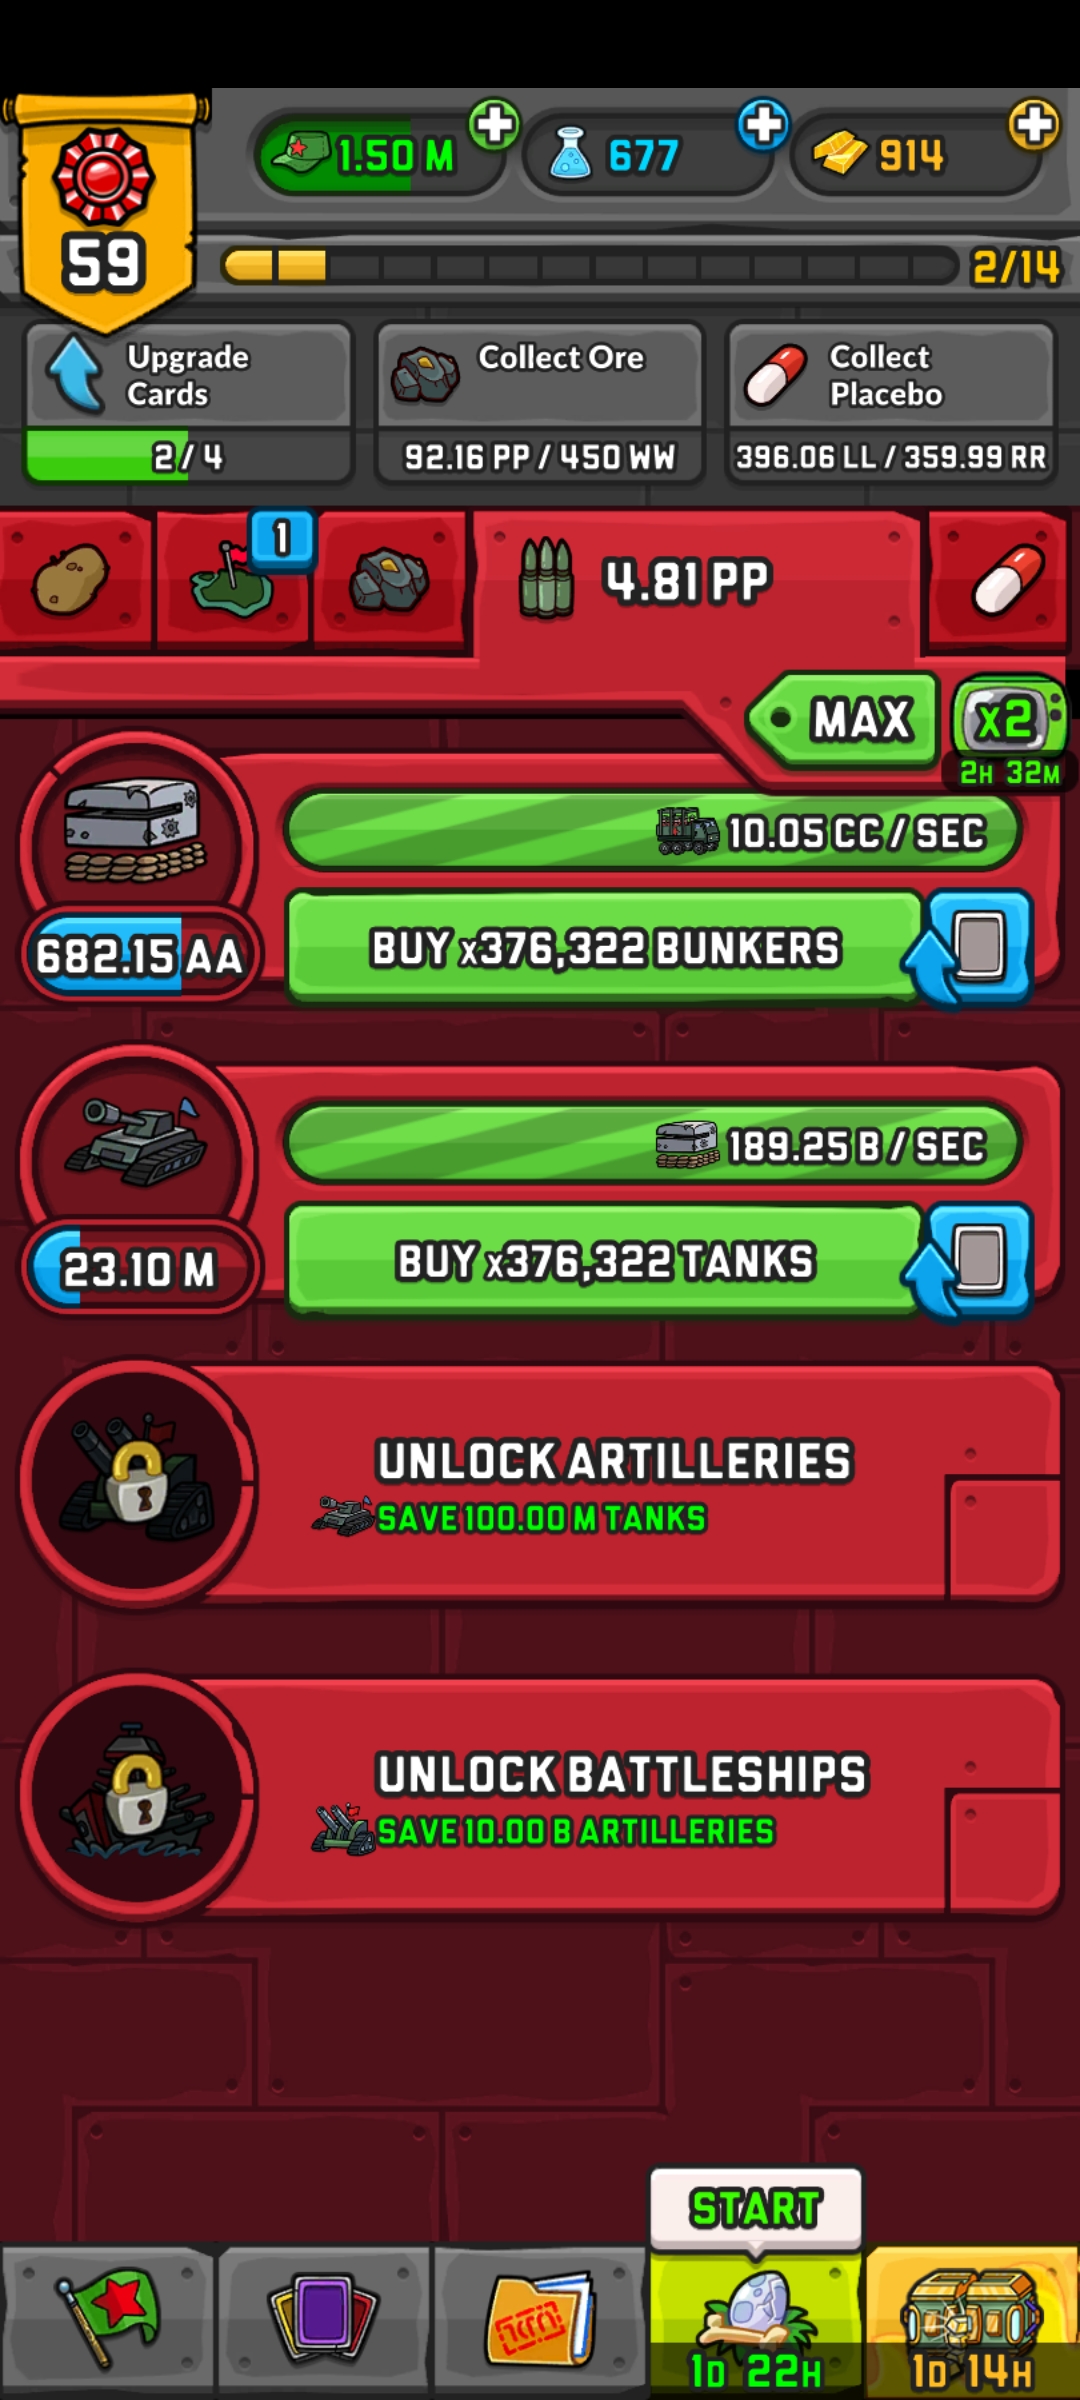 1.50 M
677
914
59
2/14
Upgrade
Cards
Collect Ore
Collect
Placebo
2/4
92.16 PP / 450 WW
396.06 LL / 359.99 RR
1
4.81 PP
MAX
x2
2H 32M
10.05 CC / SEC
682.15 AA
BUY x376,322 BUNKERS
189.25 B / SEC
23.10 M
BUY x376,322 TANKS
UNLOCK ARTILLERIES
SAVE 100.00 M TANKS
UNLOCK BATTLESHIPS
SAVE 10.00 B ARTILLERIES
START
1D 22H
1D 14H